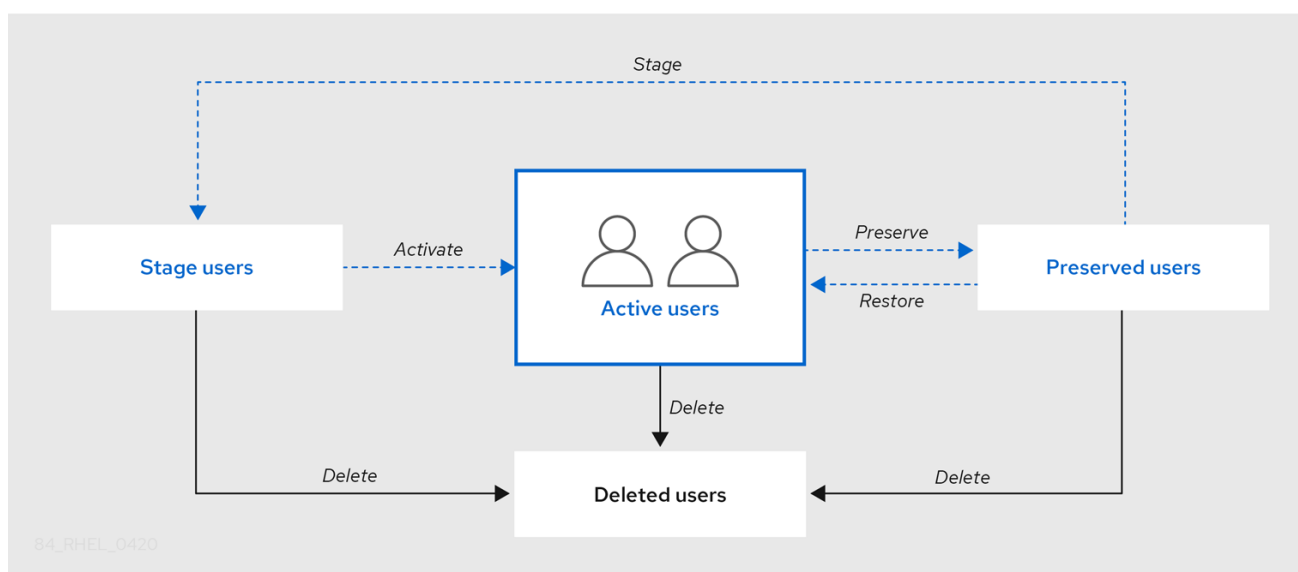 Stage
Preserve
Activate
Stage users
Preserved users
Restore
Active users
Delete
Delete
Delete
Deleted users
84_RHEL_0420